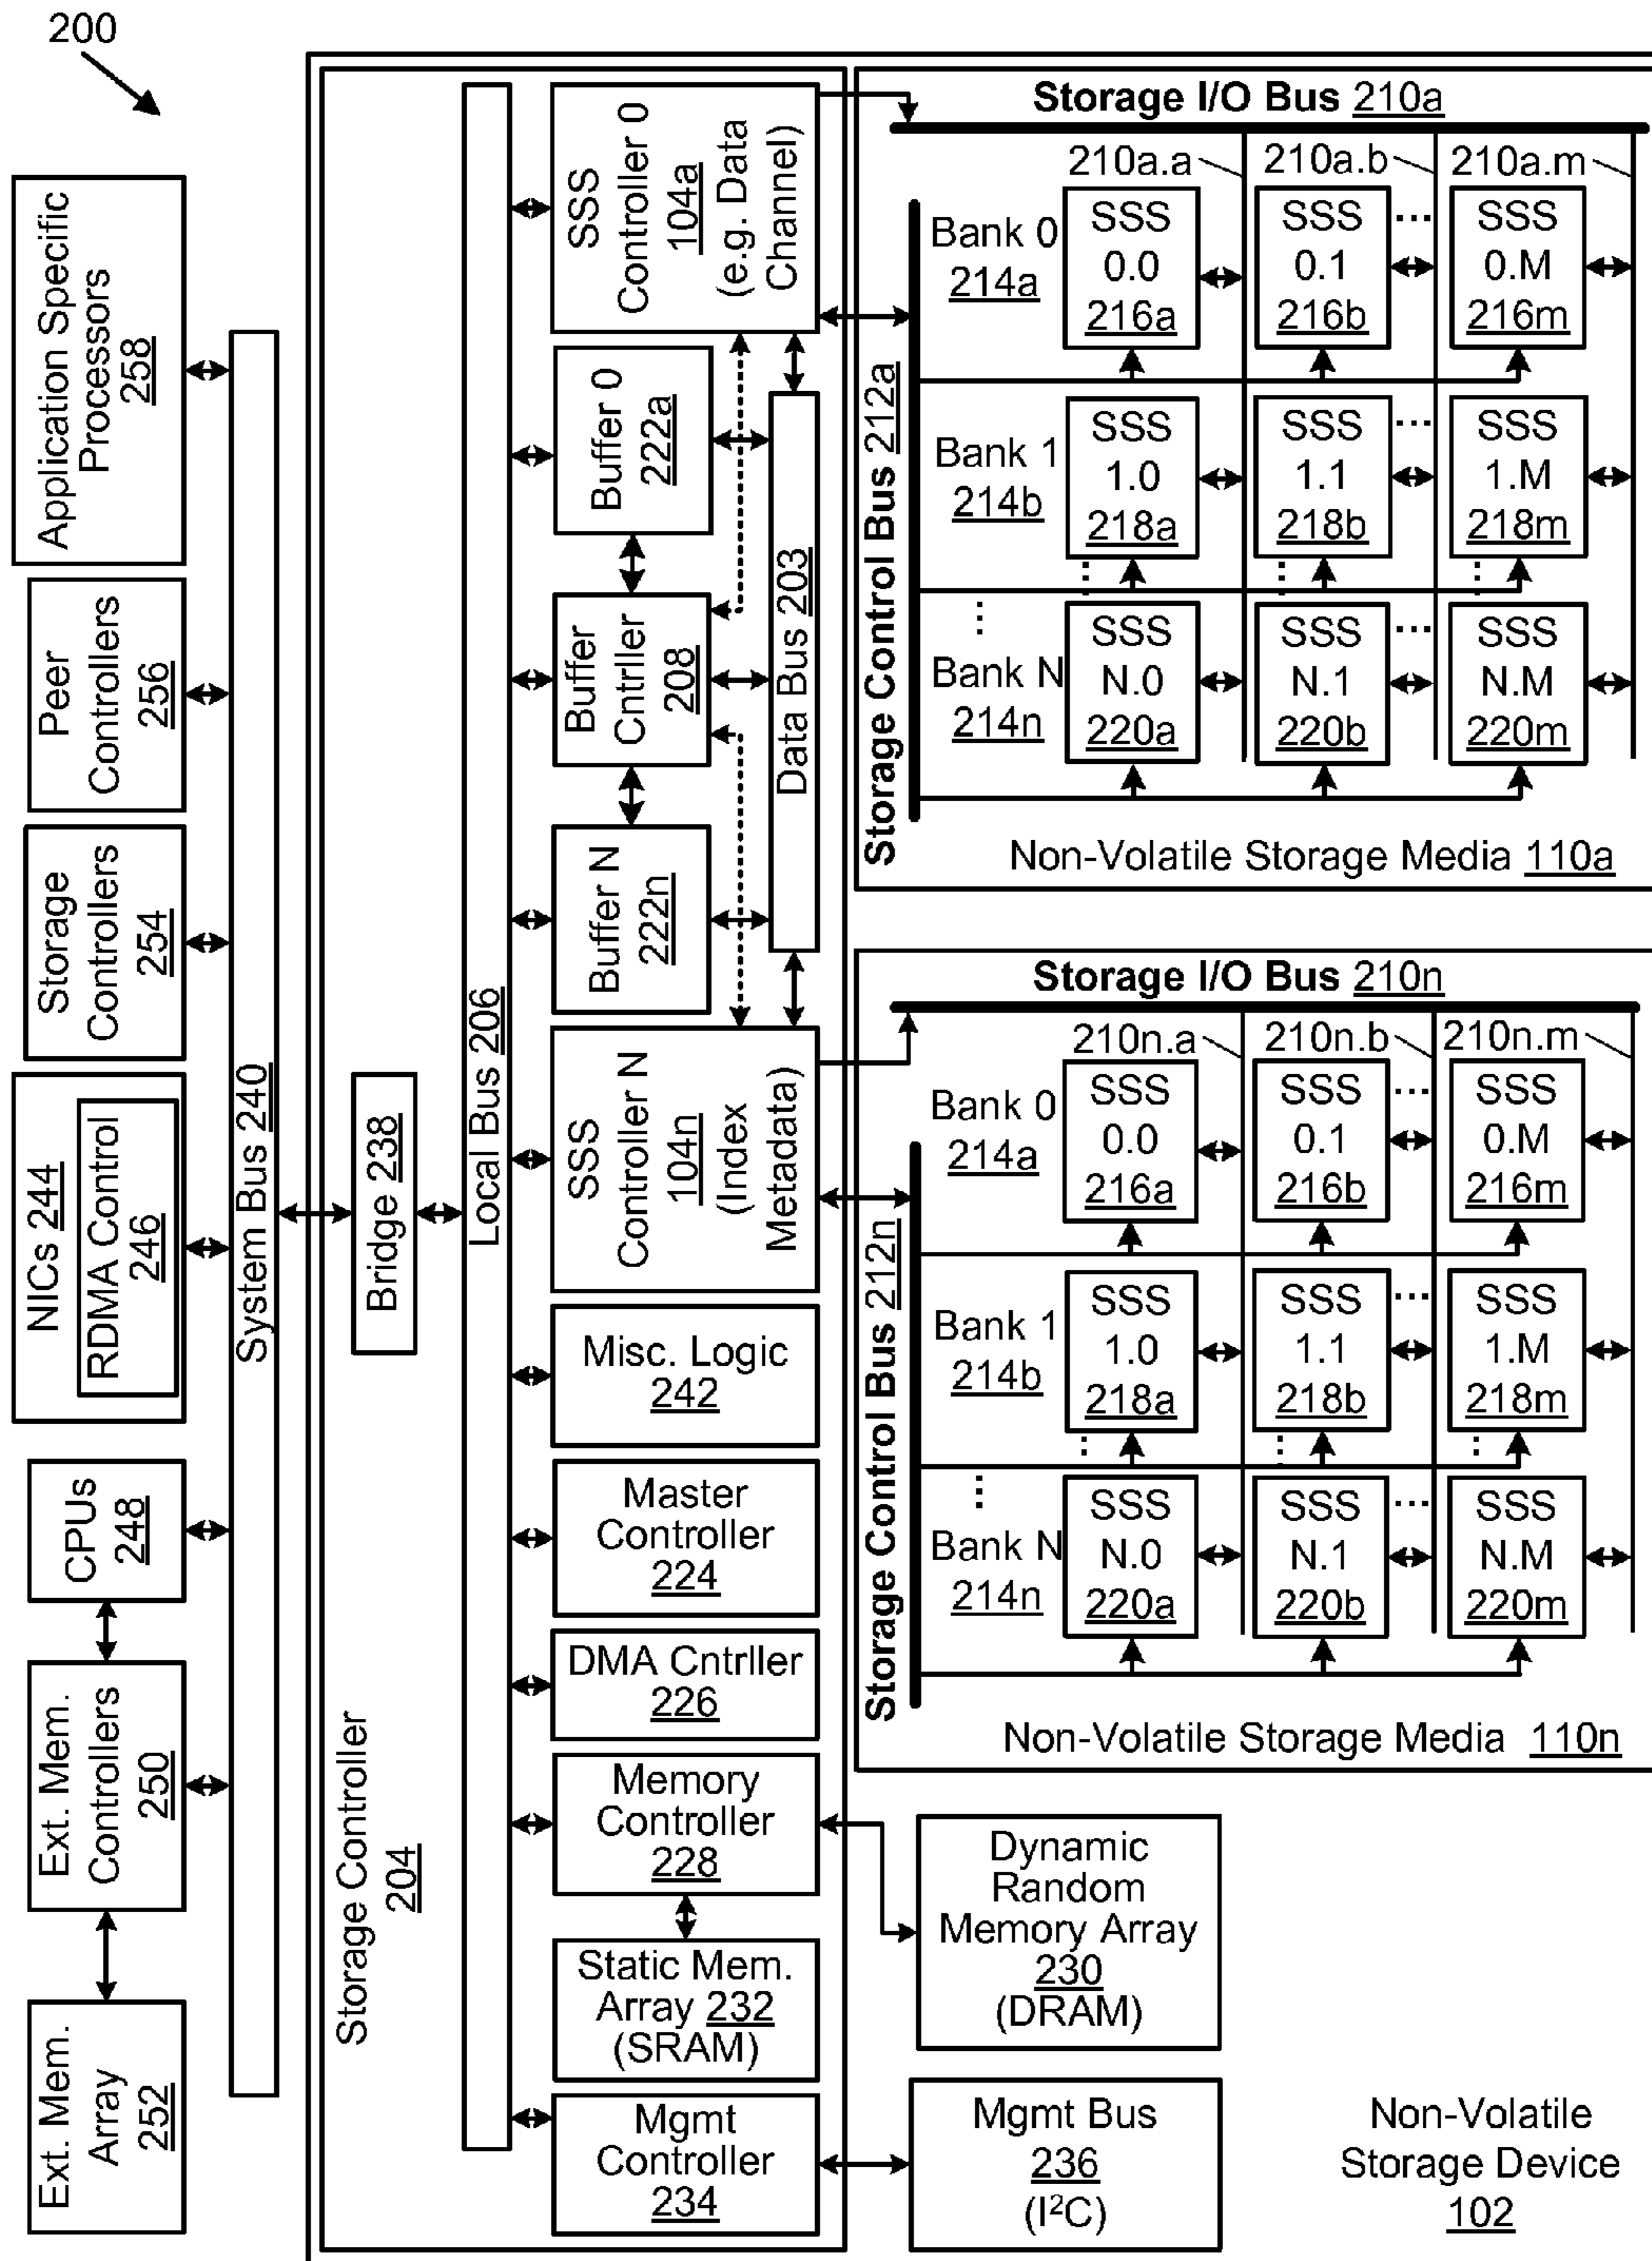 200
Application Specific
Processors
258
Peer
Controllers
256
Storage
Controllers
254
NICs 244
RDMA Control
246
CPUs
248
Ext. Mem.
Controllers
250
Ext. Mem.
Array
252
System Bus 240
Storage Controller
204
Bridge 238
Local Bus 206
SSS
Controller 0
104a
(e.g. Data
Channel)
Buffer 0
222a
Buffer
Cntrller
208
Buffer N
222n
Data Bus 203
SSS
Controller N
104n
(Index
Metadata)
Misc. Logic
242
Master
Controller
224
DMA Cntrller
226
Memory
Controller
228
Static Mem.
Array 232
(SRAM)
Mgmt
Controller
234
Storage I/O Bus 210a
210a.a
210a.b
210a.m
Storage Control Bus 212a
Bank 0
214a
SSS
0.0
216a
SSS
0.1
216b
...
SSS
0.M
216m
Bank 1
214b
SSS
1.0
218a
SSS
1.1
218b
...
SSS
1.M
218m
Bank N
214n
SSS
N.0
220a
SSS
N.1
220b
...
SSS
N.M
220m
Non-Volatile Storage Media 110a
Storage I/O Bus 210n
210n.a
210n.b
210n.m
Storage Control Bus 212n
Bank 0
214a
SSS
0.0
216a
SSS
0.1
216b
...
SSS
0.M
216m
Bank 1
214b
SSS
1.0
218a
SSS
1.1
218b
...
SSS
1.M
218m
Bank N
214n
SSS
N.0
220a
SSS
N.1
220b
...
SSS
N.M
220m
Non-Volatile Storage Media 110n
Dynamic
Random
Memory Array
230
(DRAM)
Mgmt Bus
236
(I²C)
Non-Volatile
Storage Device
102